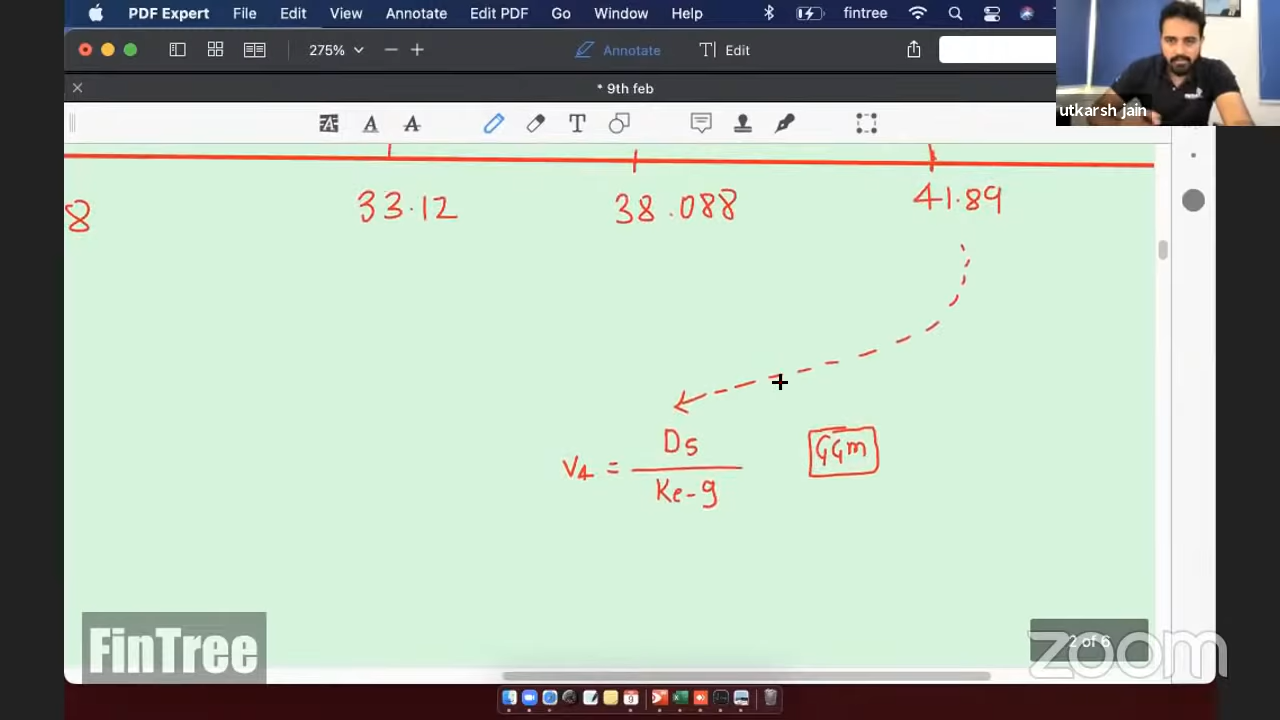 PDF Expert File Edit View Annotate Edit PDF Go Window Help fintree
275% Annotate T Edit
utkarsh jain
* 9th feb
A A A T
8 33.12 38.088 41.89
D5
V4 = GGM
Ke-g
FinTree
2 of 6
zoom